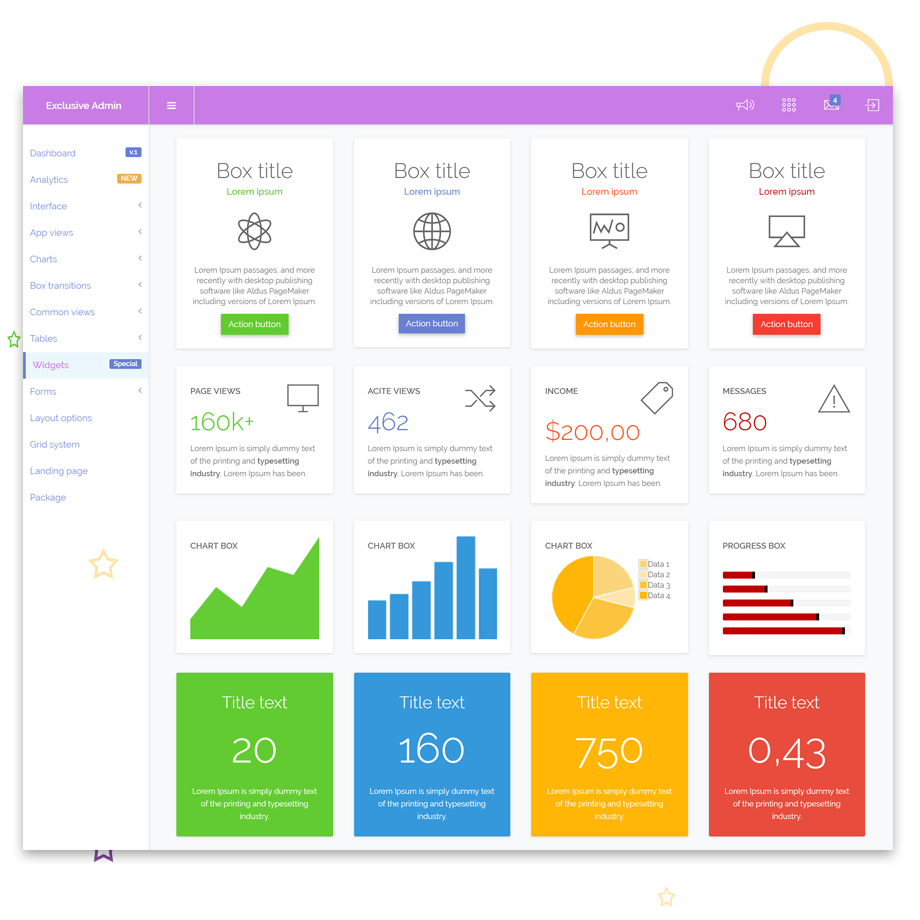 Exclusive Admin
4
Dashboard
v.1
Analytics
NEW
Interface
App views
Charts
Box transitions
Common views
Tables
Widgets
Special
Forms
Layout options
Grid system
Landing page
Package
Box title
Lorem ipsum
Lorem Ipsum passages, and more
recently with desktop publishing
software like Aldus PageMaker
including versions of Lorem Ipsum.
Action button
Box title
Lorem ipsum
Lorem Ipsum passages, and more
recently with desktop publishing
software like Aldus PageMaker
including versions of Lorem Ipsum.
Action button
Box title
Lorem ipsum
Lorem Ipsum passages, and more
recently with desktop publishing
software like Aldus PageMaker
including versions of Lorem Ipsum.
Action button
Box title
Lorem ipsum
Lorem Ipsum passages, and more
recently with desktop publishing
software like Aldus PageMaker
including versions of Lorem Ipsum.
Action button
PAGE VIEWS
160k+
Lorem Ipsum is simply dummy text
of the printing and typesetting
industry. Lorem Ipsum has been.
ACITE VIEWS
462
Lorem Ipsum is simply dummy text
of the printing and typesetting
industry. Lorem Ipsum has been.
INCOME
$200,00
Lorem Ipsum is simply dummy text
of the printing and typesetting
industry. Lorem Ipsum has been.
MESSAGES
680
Lorem Ipsum is simply dummy text
of the printing and typesetting
industry. Lorem Ipsum has been.
CHART BOX
CHART BOX
CHART BOX
Data 1
Data 2
Data 3
Data 4
PROGRESS BOX
Title text
20
Lorem Ipsum is simply dummy text
of the printing and typesetting
industry.
Title text
160
Lorem Ipsum is simply dummy text
of the printing and typesetting
industry.
Title text
750
Lorem Ipsum is simply dummy text
of the printing and typesetting
industry.
Title text
0,43
Lorem Ipsum is simply dummy text
of the printing and typesetting
industry.